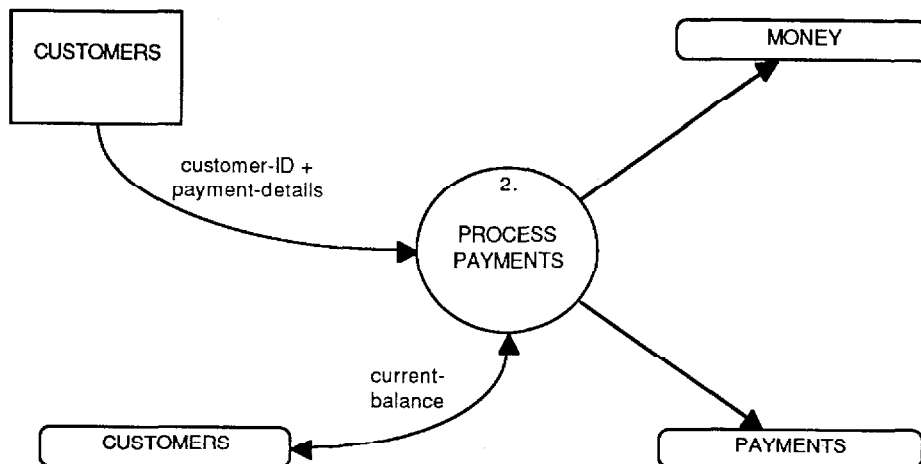 CUSTOMERS
MONEY
customer-ID +
payment-details
2.
PROCESS
PAYMENTS
current-
balance
CUSTOMERS
PAYMENTS